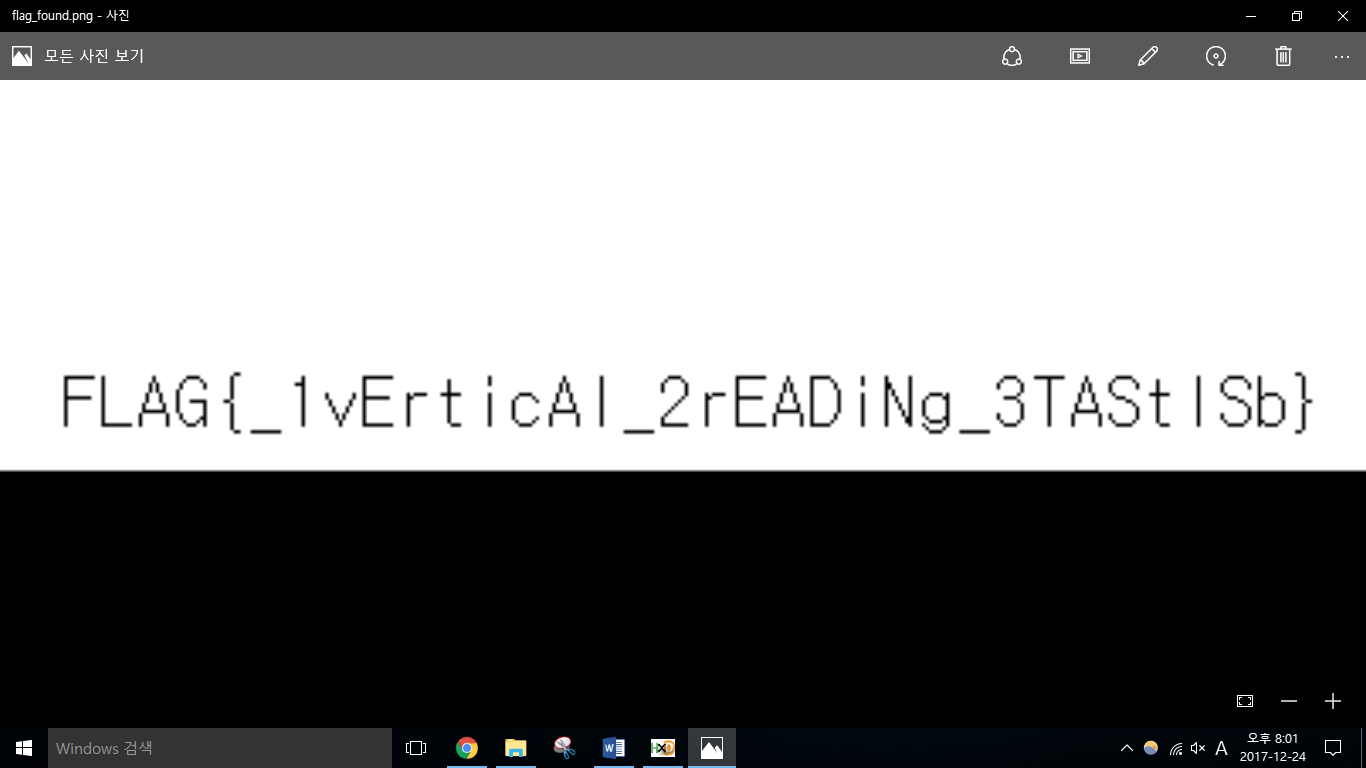 flag_found.png - 사진
모든 사진 보기
FLAG{_1vErticAl_2rEADiNg_3TAStlSb}
Windows 검색
A
오후 8:01
2017-12-24